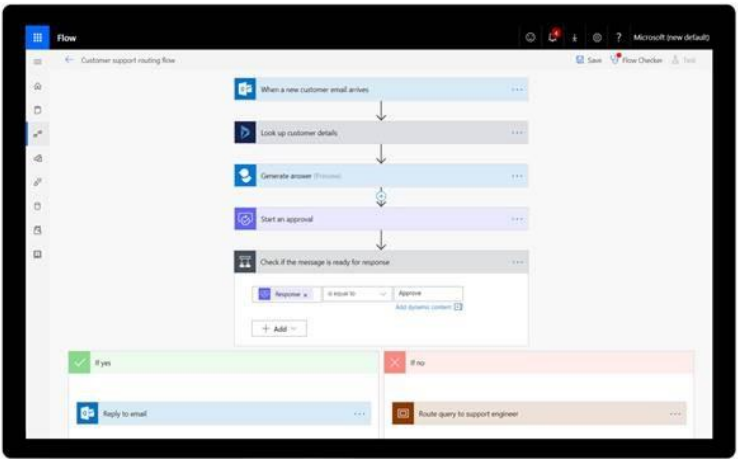 Flow
4
?
Microsoft (new default)
Customer support routing flow
Save
Flow Checker
Test
When a new customer email arrives
Look up customer details
Generate answer (Preview)
Start an approval
Check if the message is ready for response
Response
is equal to
Approve
Add dynamic content
Add
If yes
If no
Reply to email
Route query to support engineer